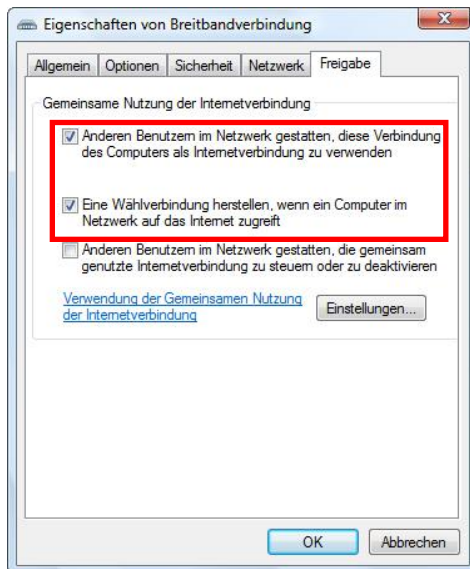 Eigenschaften von Breitbandverbindung
Allgemein Optionen Sicherheit Netzwerk Freigabe
Gemeinsame Nutzung der Internetverbindung
Anderen Benutzern im Netzwerk gestatten, diese Verbindung
des Computers als Internetverbindung zu verwenden
Eine Wählverbindung herstellen, wenn ein Computer im
Netzwerk auf das Internet zugreift
Anderen Benutzern im Netzwerk gestatten, die gemeinsam
genutzte Internetverbindung zu steuern oder zu deaktivieren
Verwendung der Gemeinsamen Nutzung
der Internetverbindung
Einstellungen...
OK Abbrechen